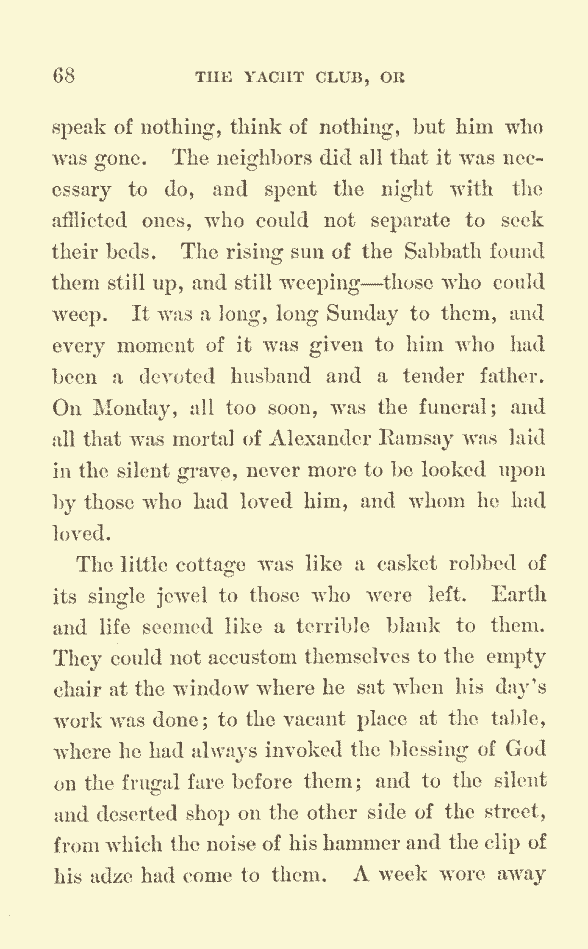 68 THE YACHT CLUB, OR
speak of nothing, think of nothing, but him who
was gone. The neighbors did all that it was nec-
essary to do, and spent the night with the
afflicted ones, who could not separate to seek
their beds. The rising sun of the Sabbath found
them still up, and still weeping—those who could
weep. It was a long, long Sunday to them, and
every moment of it was given to him who had
been a devoted husband and a tender father.
On Monday, all too soon, was the funeral; and
all that was mortal of Alexander Ramsay was laid
in the silent grave, never more to be looked upon
by those who had loved him, and whom he had
loved.
The little cottage was like a casket robbed of
its single jewel to those who were left. Earth
and life seemed like a terrible blank to them.
They could not accustom themselves to the empty
chair at the window where he sat when his day's
work was done; to the vacant place at the table,
where he had always invoked the blessing of God
on the frugal fare before them; and to the silent
and deserted shop on the other side of the street,
from which the noise of his hammer and the clip of
his adze had come to them. A week wore away